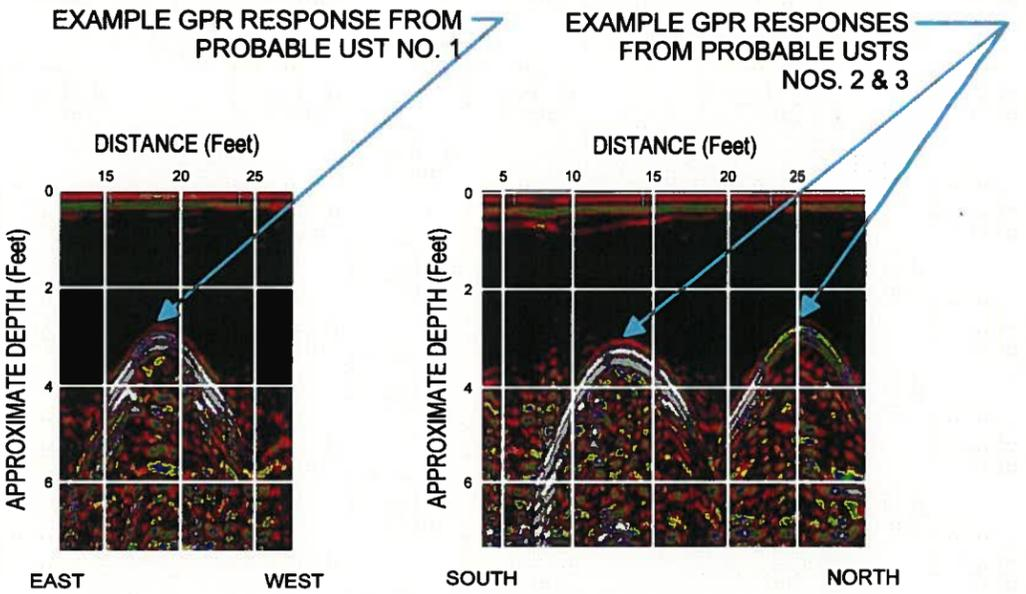 EXAMPLE GPR RESPONSE FROM
PROBABLE UST NO. 1
EXAMPLE GPR RESPONSES
FROM PROBABLE USTS
NOS. 2 & 3
DISTANCE (Feet)
15 20 25
0
2
4
6
APPROXIMATE DEPTH (Feet)
EAST WEST
DISTANCE (Feet)
5 10 15 20 25
0
2
4
6
APPROXIMATE DEPTH (Feet)
SOUTH NORTH